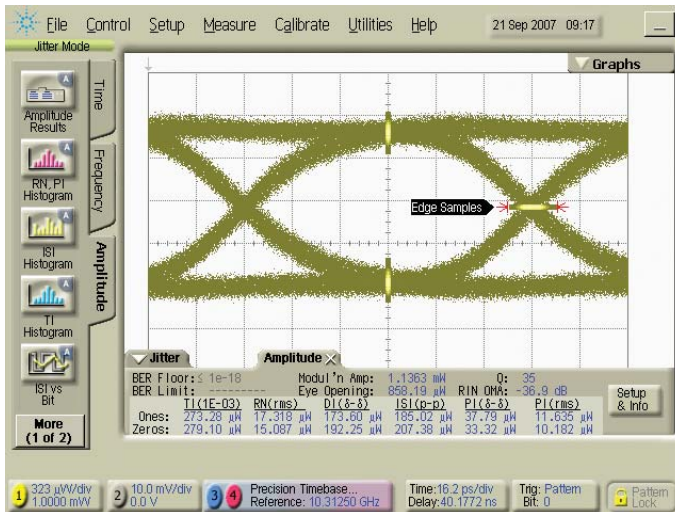 File Control Setup Measure Calibrate Utilities Help 21 Sep 2007 09:17
Jitter Mode
Graphs
A
Amplitude
Results
A
RN, PI
Histogram
A
ISI
Histogram
A
TI
Histogram
A
ISI vs
Bit
More
(1 of 2)
Time
Frequency
Amplitude
Edge Samples
Jitter Amplitude
BER Floor: ≤ 1e-18 Modul'n Amp: 1.1363 mW Q: 35
BER Limit: --------- Eye Opening: 858.19 µW RIN OMA: -36.9 dB
TI(1E-03) RN(rms) DI(δ-δ) ISI(p-p) PI(δ-δ) PI(rms)
Ones: 273.28 µW 17.318 µW 173.60 µW 185.02 µW 37.79 µW 11.635 µW
Zeros: 279.10 µW 15.087 µW 192.25 µW 207.38 µW 33.32 µW 10.182 µW
Setup
& Info
1 323 µW/div
1.0000 mW
2 10.0 mV/div
0.0 V
3 4 Precision Timebase...
Reference: 10.31250 GHz
Time:16.2 ps/div
Delay:40.1772 ns
Trig: Pattern
Bit: 0
Pattern
Lock